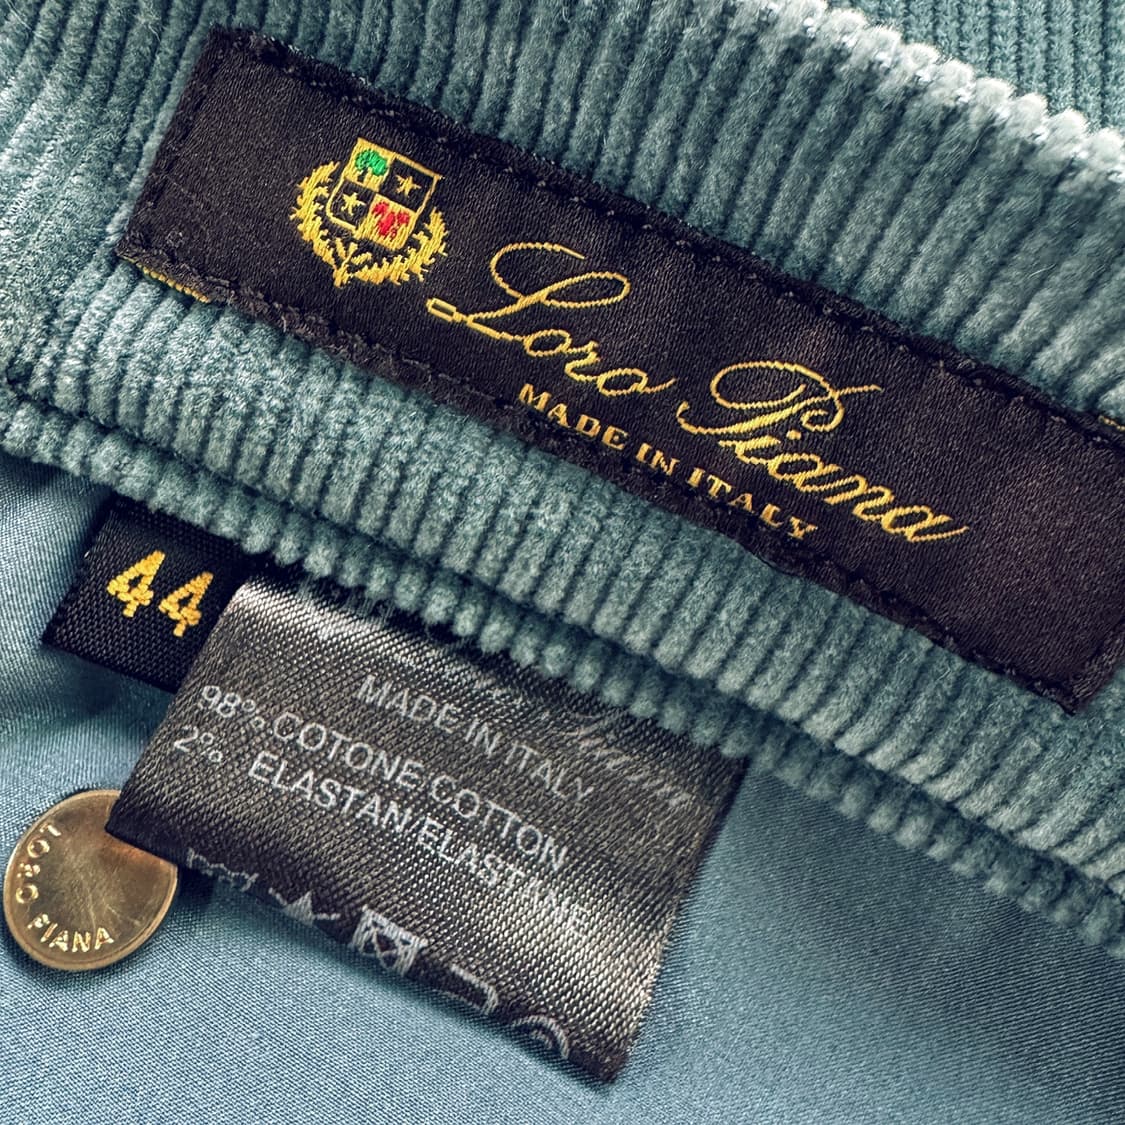 Loro Piana
MADE IN ITALY
44
MADE IN ITALY
98% COTONE/COTTON
2% ELASTAN/ELASTANE
LORO PIANA